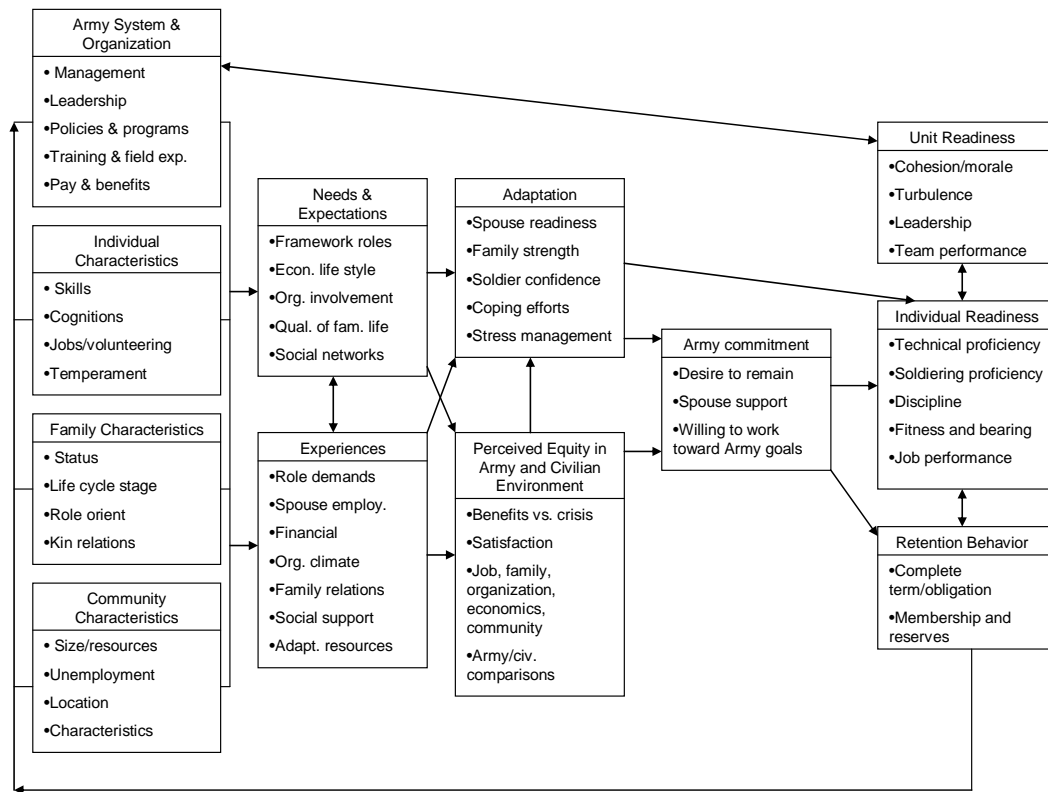 Army System &
Organization
• Management
•Leadership
•Policies & programs
•Training & field exp.
•Pay & benefits
Individual
Characteristics
• Skills
•Cognitions
•Jobs/volunteering
•Temperament
Family Characteristics
• Status
•Life cycle stage
•Role orient
•Kin relations
Community
Characteristics
• Size/resources
•Unemployment
•Location
•Characteristics
Needs &
Expectations
•Framework roles
•Econ. life style
•Org. involvement
•Qual. of fam. life
•Social networks
Experiences
•Role demands
•Spouse employ.
•Financial
•Org. climate
•Family relations
•Social support
•Adapt. resources
Adaptation
•Spouse readiness
•Family strength
•Soldier confidence
•Coping efforts
•Stress management
Perceived Equity in
Army and Civilian
Environment
•Benefits vs. crisis
•Satisfaction
•Job, family,
organization,
economics,
community
•Army/civ.
comparisons
Army commitment
•Desire to remain
•Spouse support
•Willing to work
toward Army goals
Unit Readiness
•Cohesion/morale
•Turbulence
•Leadership
•Team performance
Individual Readiness
•Technical proficiency
•Soldiering proficiency
•Discipline
•Fitness and bearing
•Job performance
Retention Behavior
•Complete
term/obligation
•Membership and
reserves